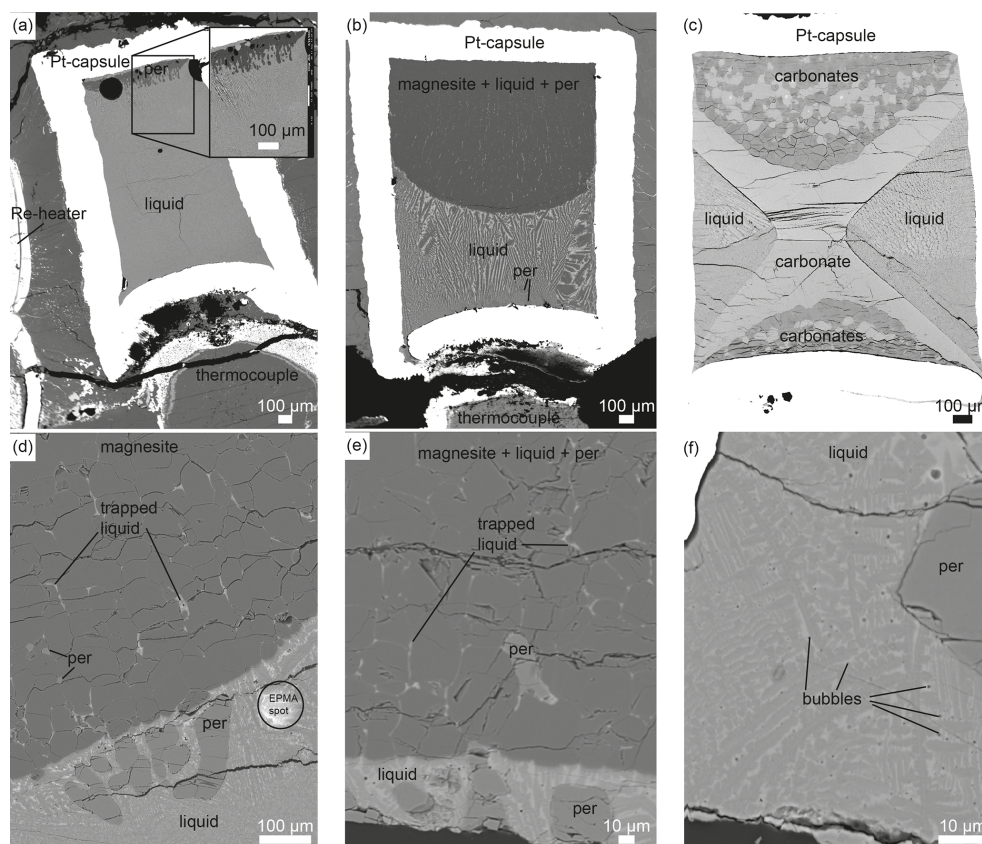 (a)
Pt-capsule
per
100 µm
liquid
Re-heater
thermocouple
100 µm
(b)
Pt-capsule
magnesite + liquid + per
liquid
per
100 µm
thermocouple
(c)
Pt-capsule
carbonates
liquid
liquid
carbonate
carbonates
100 µm
(d)
magnesite
trapped
liquid
per
EPMA
spot
per
liquid
100 µm
(e)
magnesite + liquid + per
trapped
liquid
per
liquid
per
10 µm
(f)
liquid
per
bubbles
10 µm